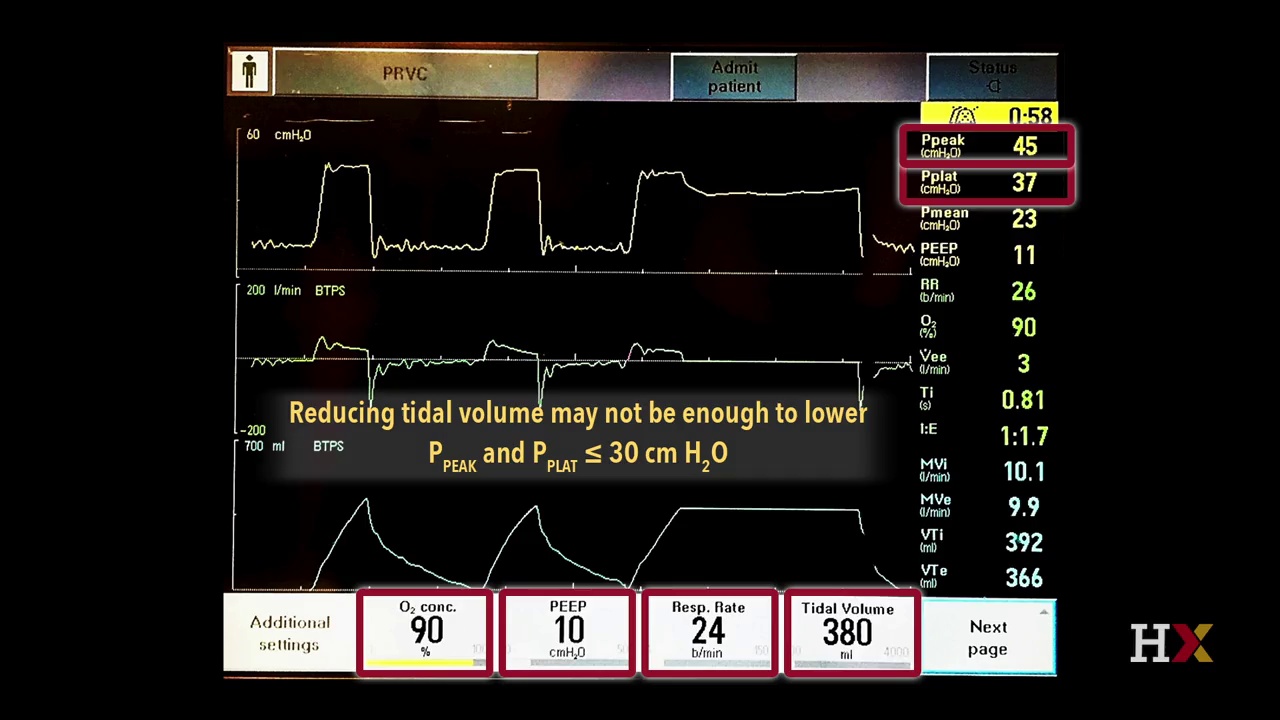 PRVC
Admit
patient
Status
0:58
60 cmH₂O
Ppeak
(cmH₂O)
45
Pplat
(cmH₂O)
37
Pmean
(cmH₂O)
23
PEEP
(cmH₂O)
11
RR
(b/min)
26
O₂
(%)
90
Vee
(l/min)
3
Ti
(s)
0.81
I:E
1:1.7
MVi
(l/min)
10.1
MVe
(l/min)
9.9
VTi
(ml)
392
VTe
(ml)
366
200 l/min BTPS
-200
700 ml BTPS
Reducing tidal volume may not be enough to lower
P_PEAK and P_PLAT ≤ 30 cm H₂O
Additional
settings
O₂ conc.
90
%
PEEP
10
cmH₂O
Resp. Rate
24
b/min
150
Tidal Volume
380
ml
4000
Next
page
HX